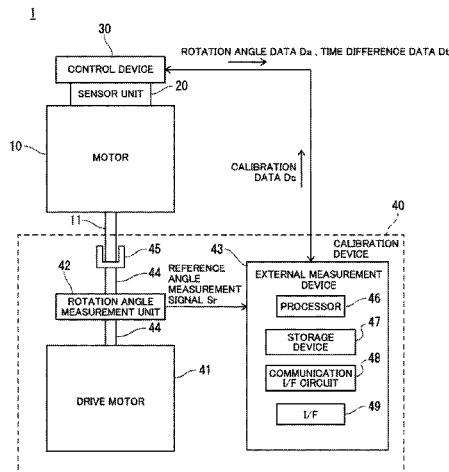 1
30
ROTATION ANGLE DATA Da, TIME DIFFERENCE DATA Dt
CONTROL DEVICE
SENSOR UNIT
20
10
MOTOR
CALIBRATION
DATA Dc
11
40
45
43
CALIBRATION
DEVICE
42
44
REFERENCE
ANGLE
MEASUREMENT
SIGNAL Sr
EXTERNAL MEASUREMENT
DEVICE
PROCESSOR
46
ROTATION ANGLE
MEASUREMENT UNIT
47
STORAGE
DEVICE
44
48
COMMUNICATION
I/F CIRCUIT
41
DRIVE MOTOR
I/F
49